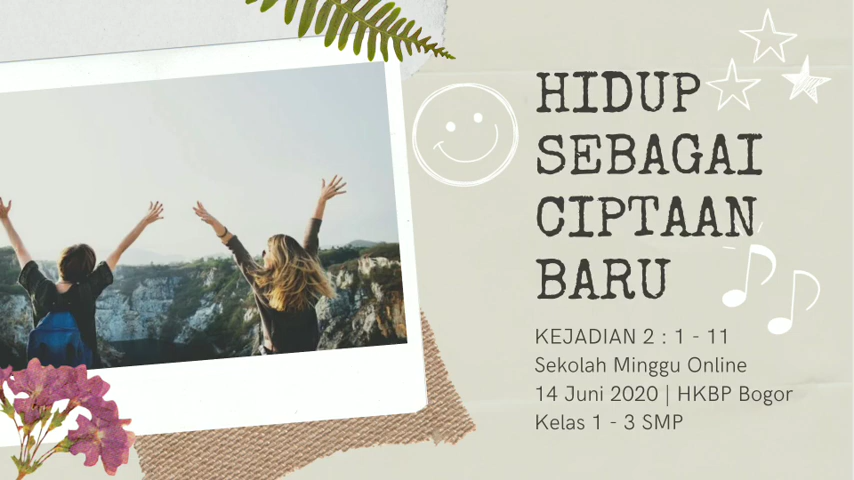 HIDUP
SEBAGAI
CIPTAAN
BARU
KEJADIAN 2 : 1 - 11
Sekolah Minggu Online
14 Juni 2020 | HKBP Bogor
Kelas 1 - 3 SMP